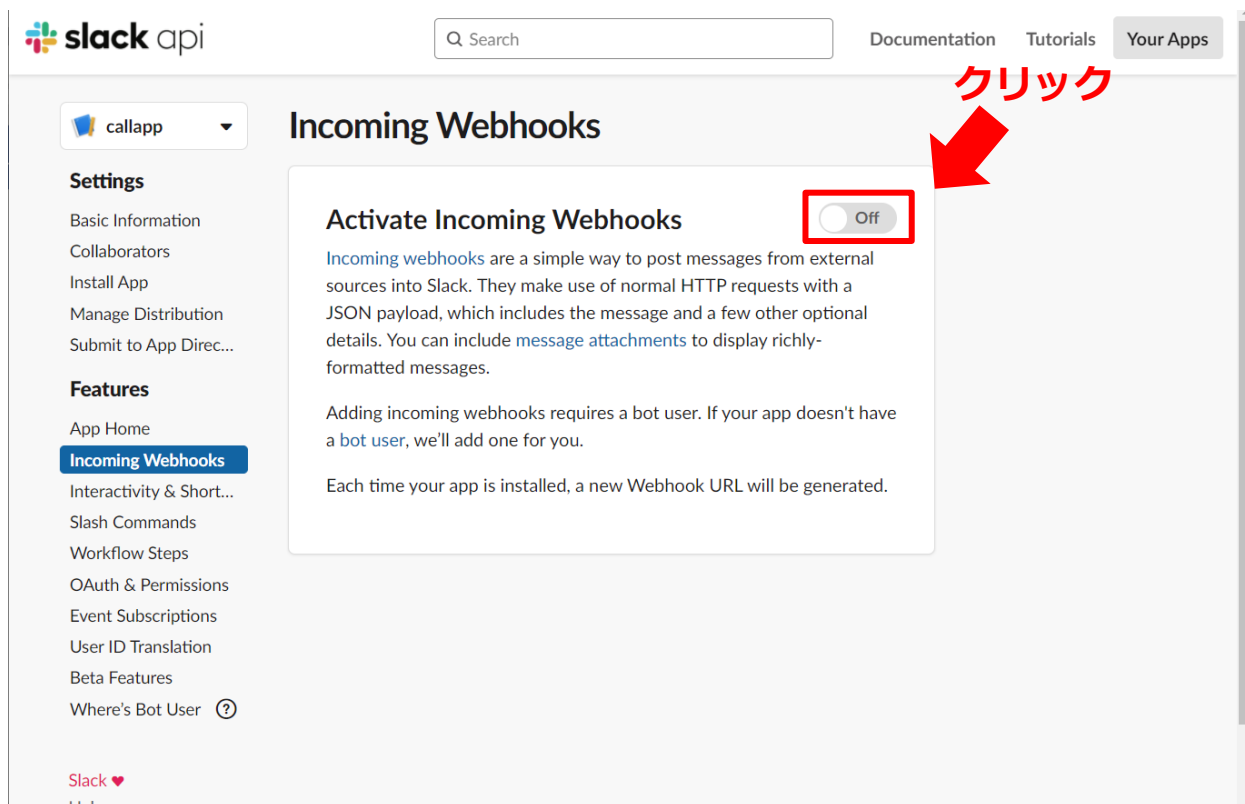 slack api
Search
Documentation
Tutorials
Your Apps
クリック
callapp
Incoming Webhooks
Settings
Basic Information
Collaborators
Install App
Manage Distribution
Submit to App Direc...
Features
App Home
Incoming Webhooks
Interactivity & Short...
Slash Commands
Workflow Steps
OAuth & Permissions
Event Subscriptions
User ID Translation
Beta Features
Where's Bot User ?
Slack ♥
Activate Incoming Webhooks
Off
Incoming webhooks are a simple way to post messages from external
sources into Slack. They make use of normal HTTP requests with a
JSON payload, which includes the message and a few other optional
details. You can include message attachments to display richly-
formatted messages.
Adding incoming webhooks requires a bot user. If your app doesn't have
a bot user, we'll add one for you.
Each time your app is installed, a new Webhook URL will be generated.